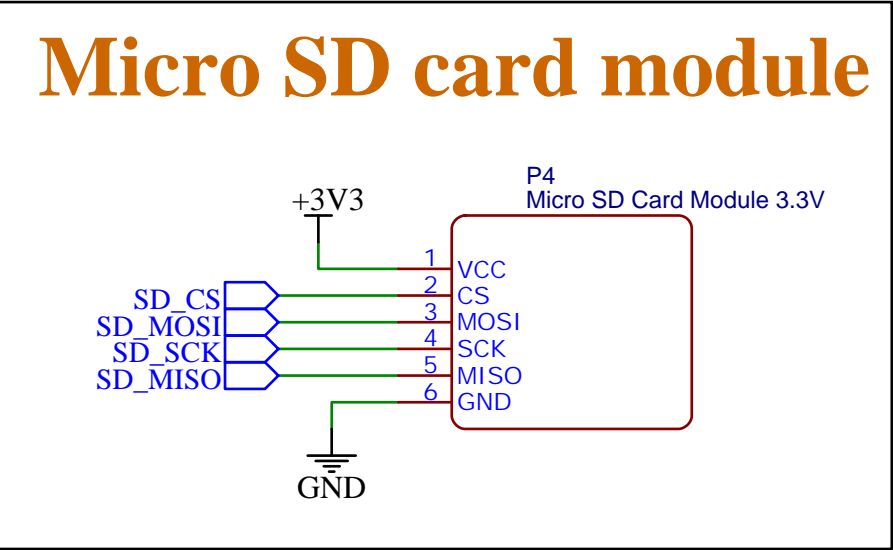 Micro SD card module
P4
Micro SD Card Module 3.3V
+3V3
1 VCC
SD_CS 2 CS
SD_MOSI 3 MOSI
SD_SCK 4 SCK
SD_MISO 5 MISO
6 GND
GND